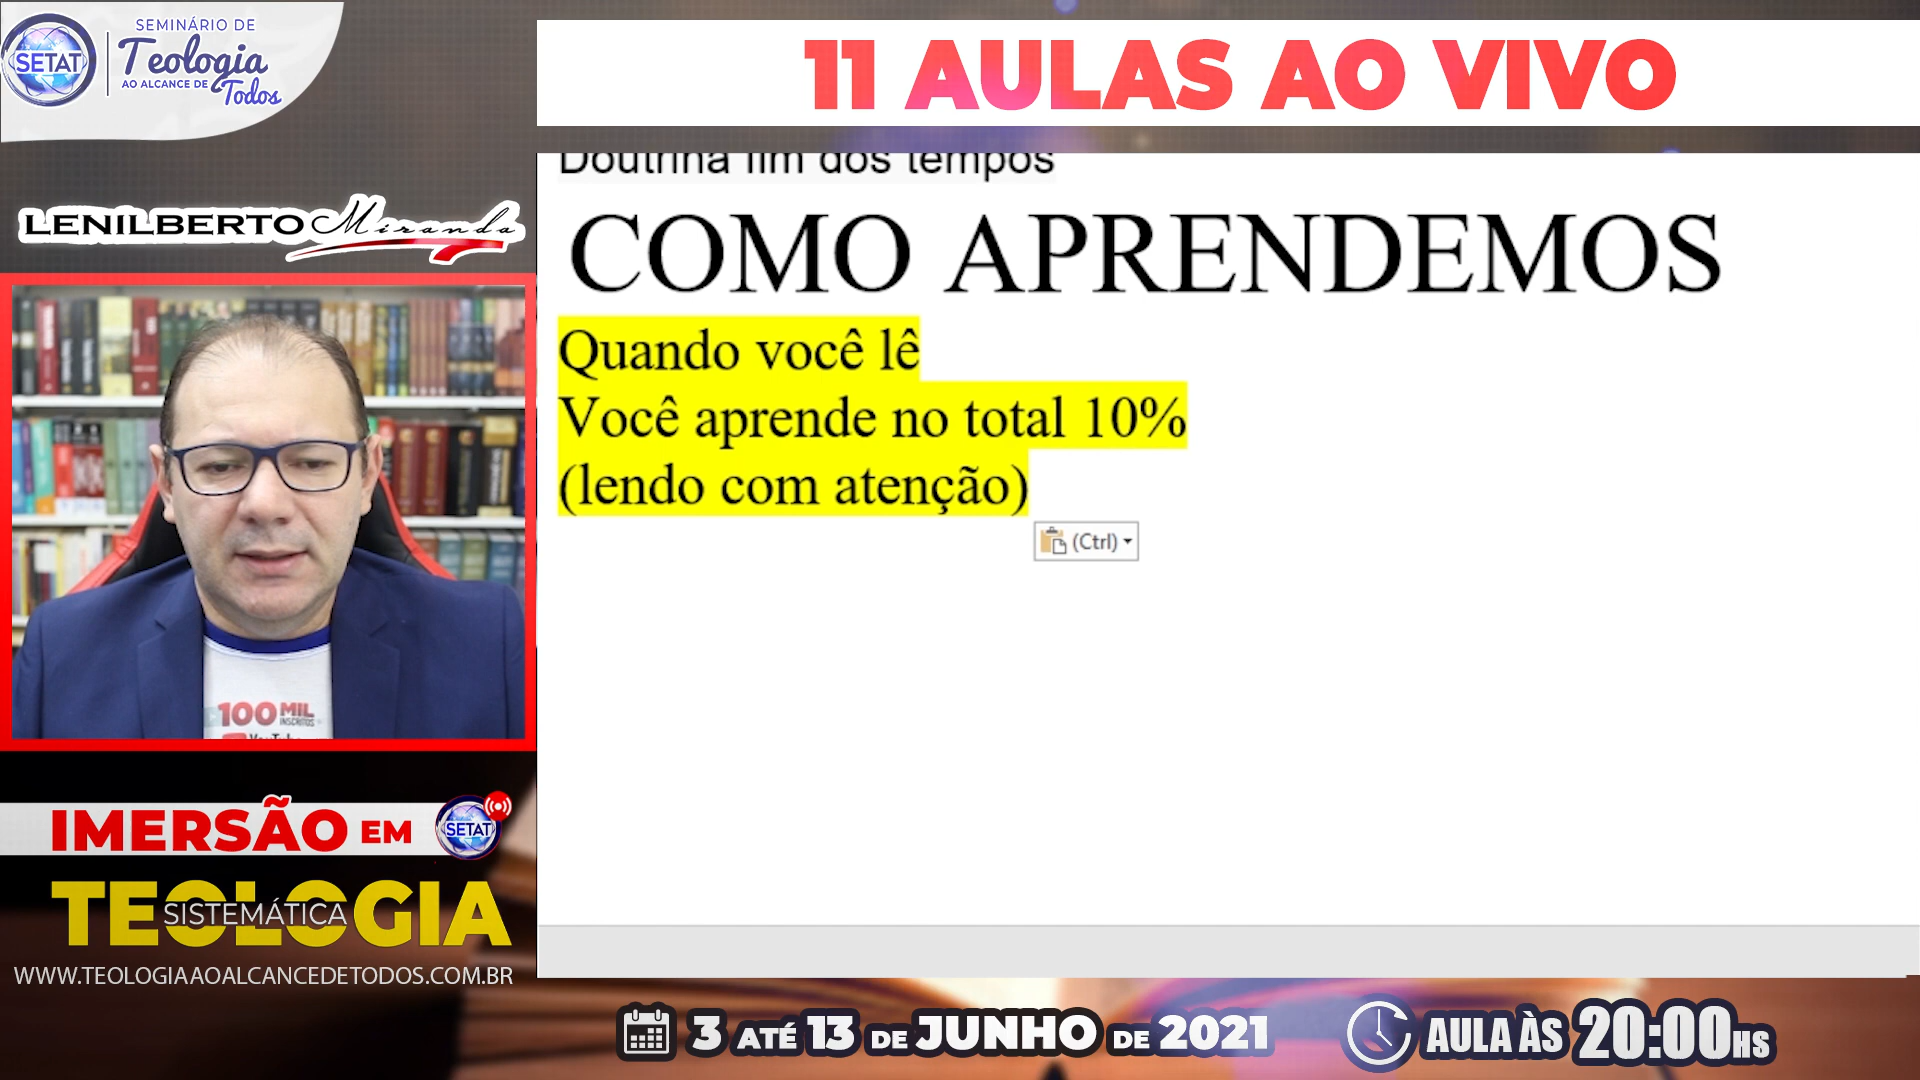 SEMINÁRIO DE
Teologia
AO ALCANCE DE
Todos
SETAT
11 AULAS AO VIVO
LENILBERTO Miranda
Doutrina fim dos tempos
COMO APRENDEMOS
Quando você lê
Você aprende no total 10%
(lendo com atenção)
(Ctrl)
100 MIL
INSCRITOS
YouTube
IMERSÃO EM
SETAT
TEOLOGIA
SISTEMÁTICA
WWW.TEOLOGIAAOALCANCEDETODOS.COM.BR
3 ATÉ 13 DE JUNHO DE 2021
AULA ÀS 20:00HS